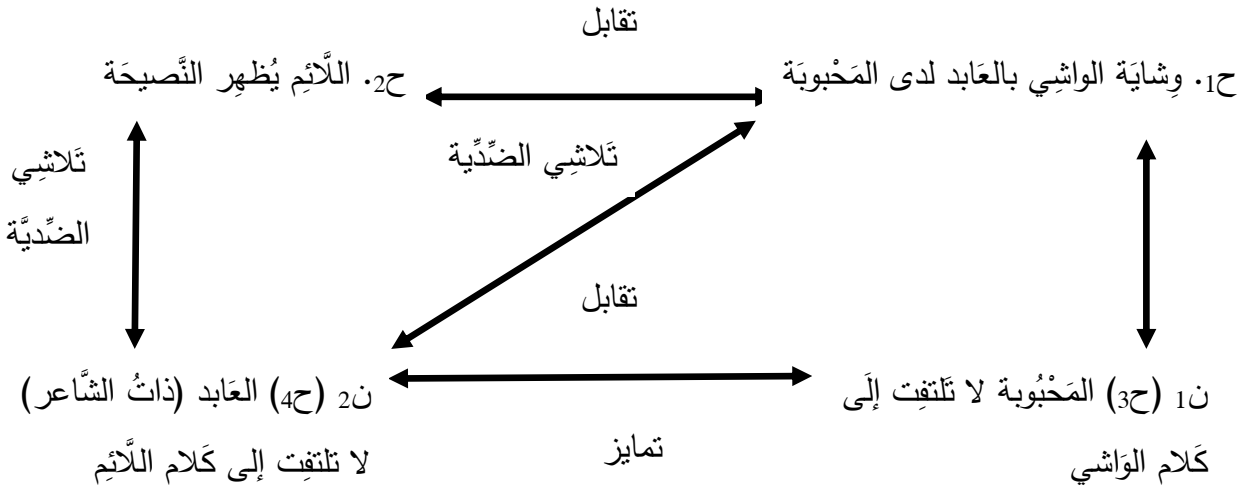 تقابل
ح1. وِشايَة الواشِي بالعَابد لدى المَحْبوبَة
ح2. اللَّائِم يُظهِر النَّصيحَة
تَلاشِي الضِّدِّية
تَلاشِي
الضِّديَّة
تقابل
ن1 (ح3) المَحْبُوبة لا تَلتفِت إلَى
كَلام الوَاشي
ن2 (ح4) العَابد (ذاتُ الشَّاعر)
لا تلتفِت إلى كَلام اللَّائِم
تمايز